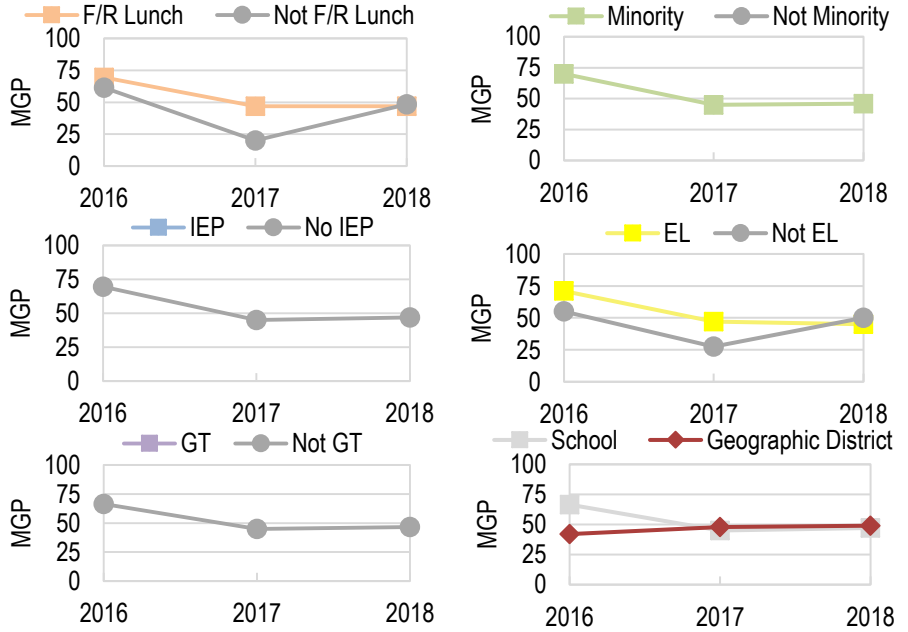 F/R Lunch Not F/R Lunch
100
75
50
25
0
MGP
2016 2017 2018
Minority Not Minority
100
75
50
25
0
MGP
2016 2017 2018
IEP No IEP
100
75
50
25
0
MGP
2016 2017 2018
EL Not EL
100
75
50
25
0
MGP
2016 2017 2018
GT Not GT
100
75
50
25
0
MGP
2016 2017 2018
School Geographic District
100
75
50
25
0
MGP
2016 2017 2018